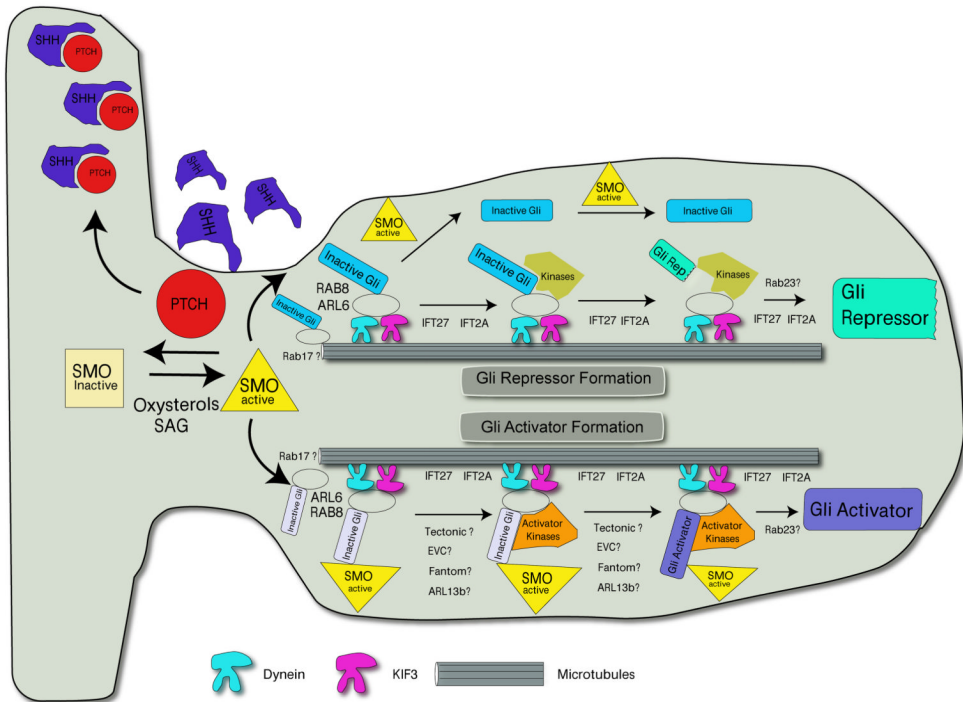 SHH
PTCH
SHH
PTCH
SHH
PTCH
SHH
SHH
SHH
PTCH
SMO
Inactive
Oxysterols
SAG
SMO
active
SMO
active
Inactive Gli
SMO
active
Inactive Gli
Inactive Gli
Inactive Gli
RAB8
ARL6
Rab17 ?
IFT27 IFT2A
Inactive Gli
Kinases
IFT27 IFT2A
Gli Rep
Kinases
Rab23?
IFT27 IFT2A
Gli
Repressor
Gli Repressor Formation
Gli Activator Formation
Rab17 ?
Inactive Gli
ARL6
RAB8
Inactive Gli
SMO
active
IFT27 IFT2A
Tectonic ?
EVC?
Fantom?
ARL13b?
Inactive Gli
Activator
Kinases
SMO
active
IFT27 IFT2A
Tectonic ?
EVC?
Fantom?
ARL13b?
Gli Activator
Activator
Kinases
SMO
active
IFT27 IFT2A
Rab23?
Gli Activator
Dynein
KIF3
Microtubules